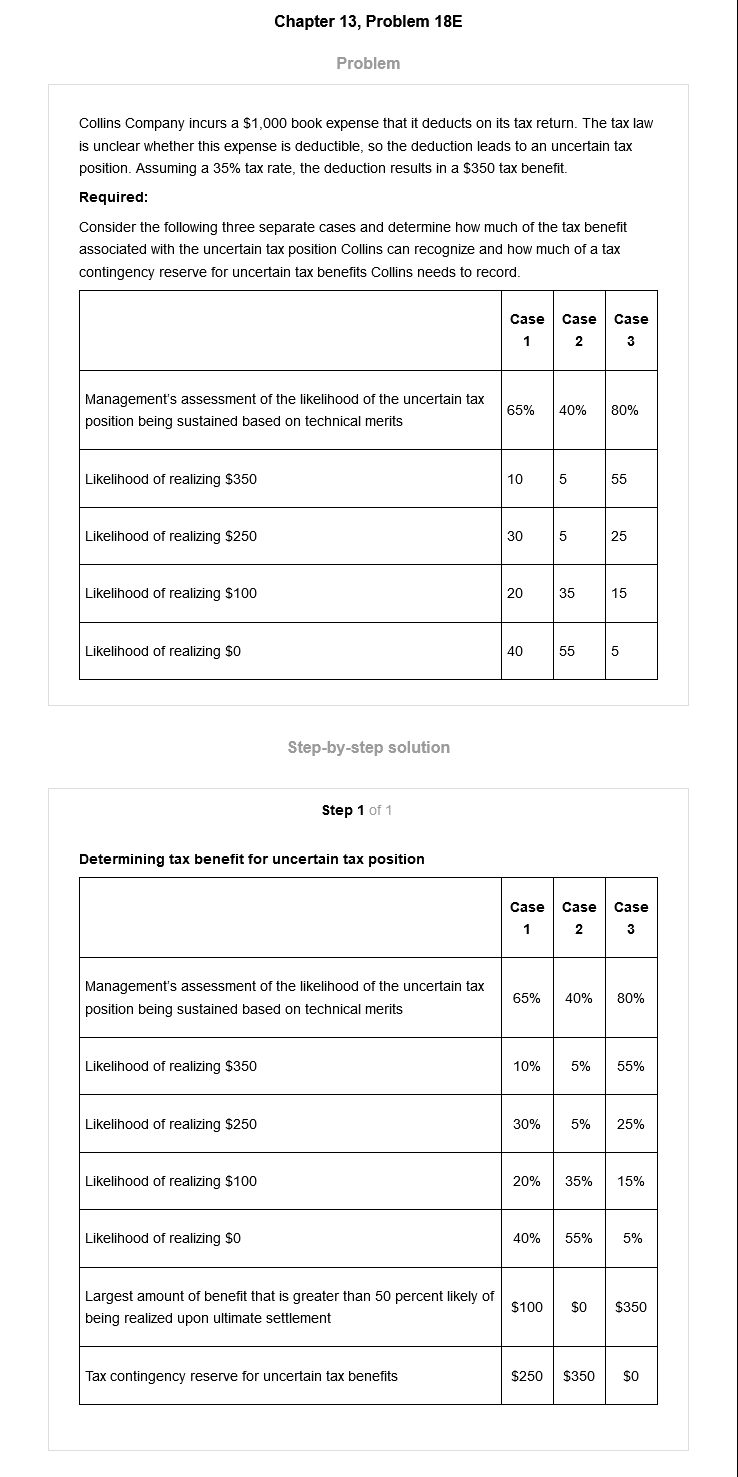 Chapter 13, Problem 18E
Problem
Collins Company incurs a $1,000 book expense that it deducts on its tax return. The tax law
is unclear whether this expense is deductible, so the deduction leads to an uncertain tax
position. Assuming a 35% tax rate, the deduction results in a $350 tax benefit.
Required:
Consider the following three separate cases and determine how much of the tax benefit
associated with the uncertain tax position Collins can recognize and how much of a tax
contingency reserve for uncertain tax benefits Collins needs to record.
Case Case Case
1 2 3
Management's assessment of the likelihood of the uncertain tax
position being sustained based on technical merits
65% 40% 80%
Likelihood of realizing $350 10 5 55
Likelihood of realizing $250 30 5 25
Likelihood of realizing $100 20 35 15
Likelihood of realizing $0 40 55 5
Step-by-step solution
Step 1 of 1
Determining tax benefit for uncertain tax position
Case Case Case
1 2 3
Management's assessment of the likelihood of the uncertain tax
position being sustained based on technical merits
65% 40% 80%
Likelihood of realizing $350 10% 5% 55%
Likelihood of realizing $250 30% 5% 25%
Likelihood of realizing $100 20% 35% 15%
Likelihood of realizing $0 40% 55% 5%
Largest amount of benefit that is greater than 50 percent likely of
being realized upon ultimate settlement
$100 $0 $350
Tax contingency reserve for uncertain tax benefits $250 $350 $0